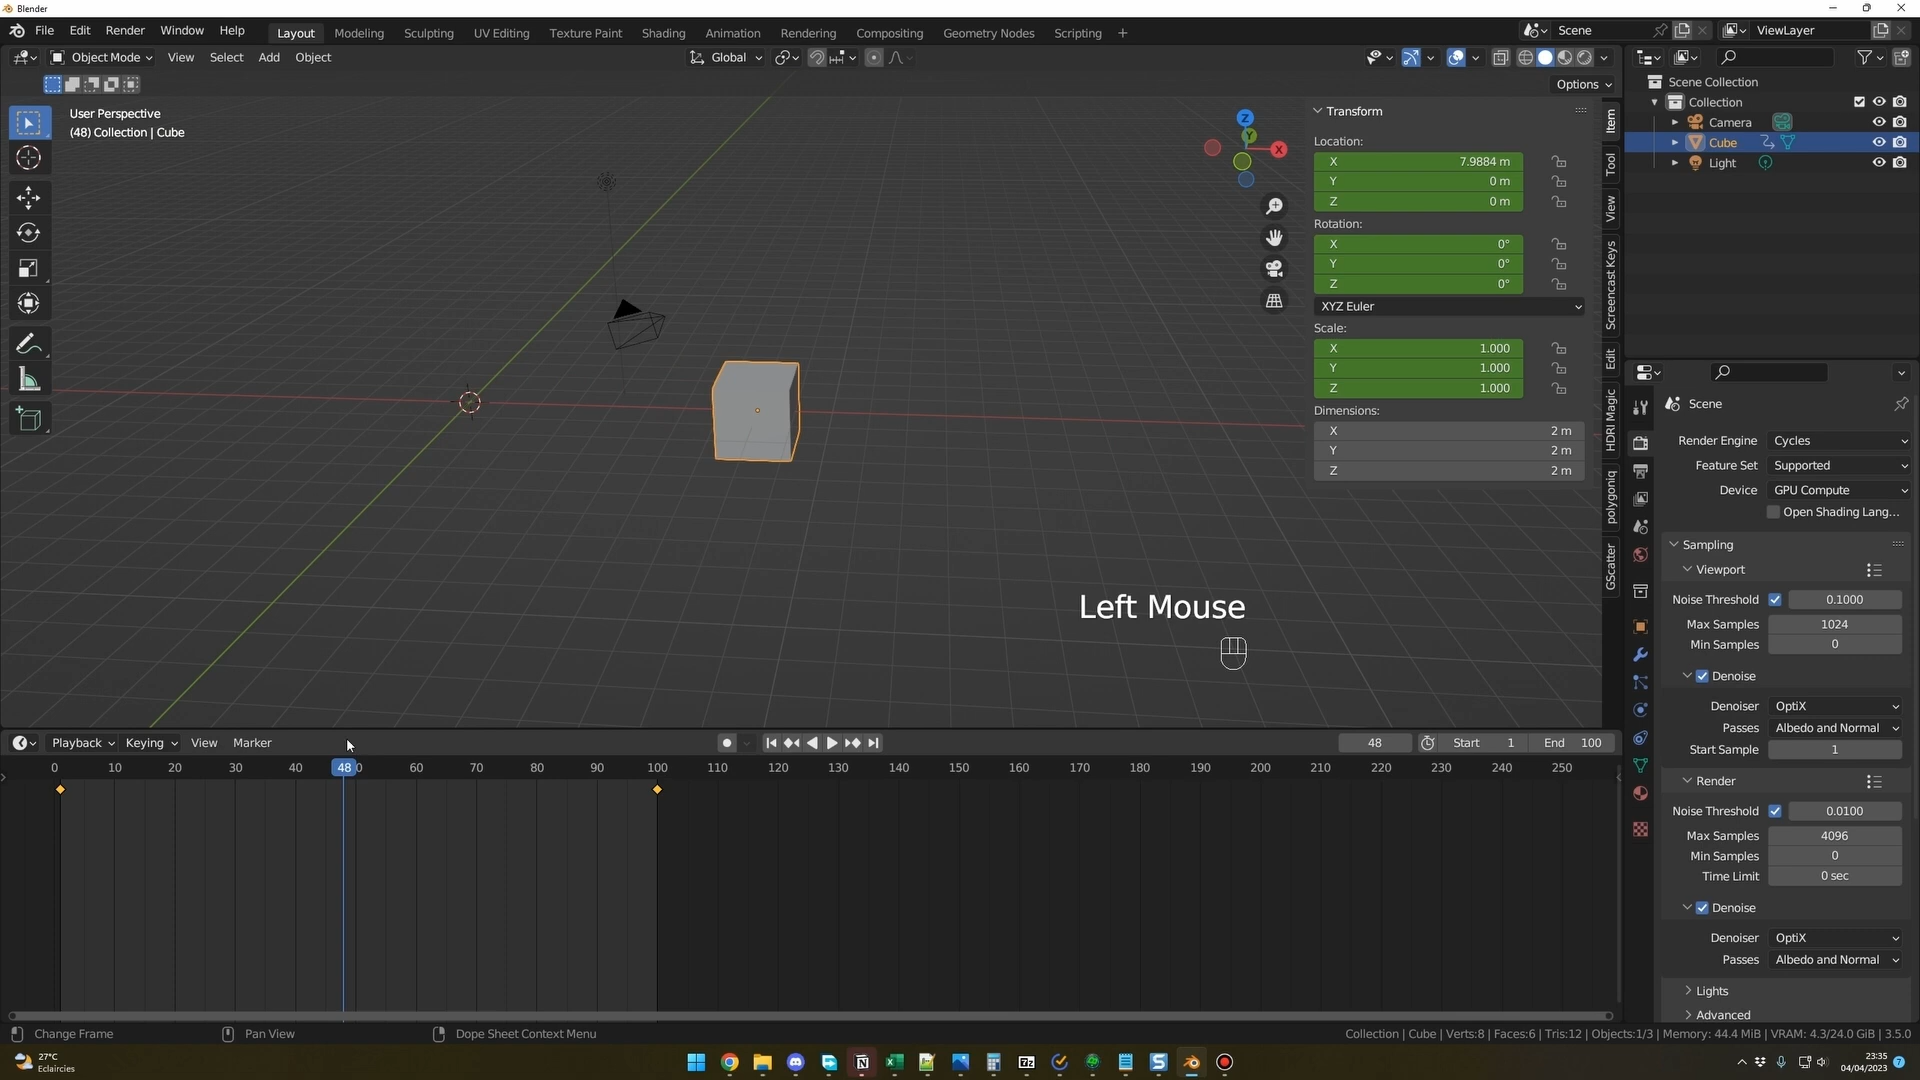 Blender
File Edit Render Window Help Layout Modeling Sculpting UV Editing Texture Paint Shading Animation Rendering Compositing Geometry Nodes Scripting + Scene ViewLayer
Object Mode View Select Add Object Global
Options
User Perspective
(48) Collection | Cube
Z
Y
X
Transform
Location:
X 7.9884 m
Y 0 m
Z 0 m
Rotation:
X 0°
Y 0°
Z 0°
XYZ Euler
Scale:
X 1.000
Y 1.000
Z 1.000
Dimensions:
X 2 m
Y 2 m
Z 2 m
Item
Tool
View
Screencast Keys
Edit
HDRI Magic
polygoniq
GScatter
Left Mouse
Scene Collection
Collection
Camera
Cube
Light
Scene
Render Engine Cycles
Feature Set Supported
Device GPU Compute
Open Shading Lang...
Sampling
Viewport
Noise Threshold 0.1000
Max Samples 1024
Min Samples 0
Denoise
Denoiser OptiX
Passes Albedo and Normal
Start Sample 1
Render
Noise Threshold 0.0100
Max Samples 4096
Min Samples 0
Time Limit 0 sec
Denoise
Denoiser OptiX
Passes Albedo and Normal
Lights
Advanced
Playback Keying View Marker 48 Start 1 End 100
0 10 20 30 40 48 0 60 70 80 90 100 110 120 130 140 150 160 170 180 190 200 210 220 230 240 250
Change Frame Pan View Dope Sheet Context Menu Collection | Cube | Verts:8 | Faces:6 | Tris:12 | Objects:1/3 | Memory: 44.4 MiB | VRAM: 4.3/24.0 GiB | 3.5.0
27°C
Eclaircies
23:35
04/04/2023
7